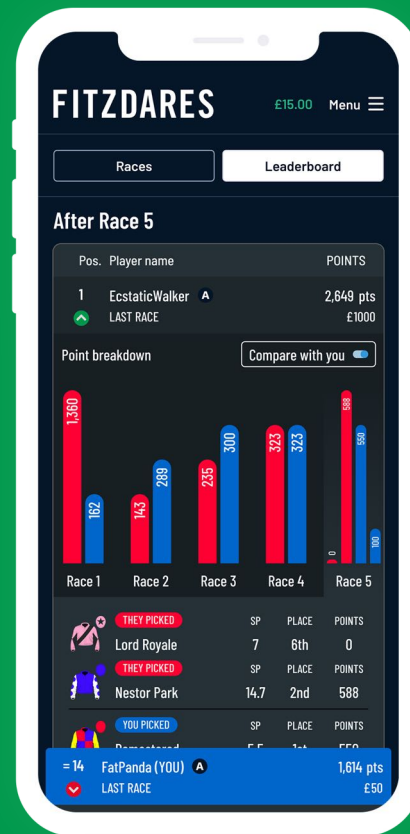 FITZDARES £15.00 Menu
Races Leaderboard
After Race 5
Pos. Player name POINTS
1 EcstaticWalker A 2,649 pts
LAST RACE £1000
Point breakdown Compare with you
1,360 162 143 289 235 300 323 323 0 588 550 100
Race 1 Race 2 Race 3 Race 4 Race 5
THEY PICKED SP PLACE POINTS
Lord Royale 7 6th 0
THEY PICKED SP PLACE POINTS
Nestor Park 14.7 2nd 588
YOU PICKED SP PLACE POINTS
= 14 FatPanda (YOU) A 1,614 pts
LAST RACE £50